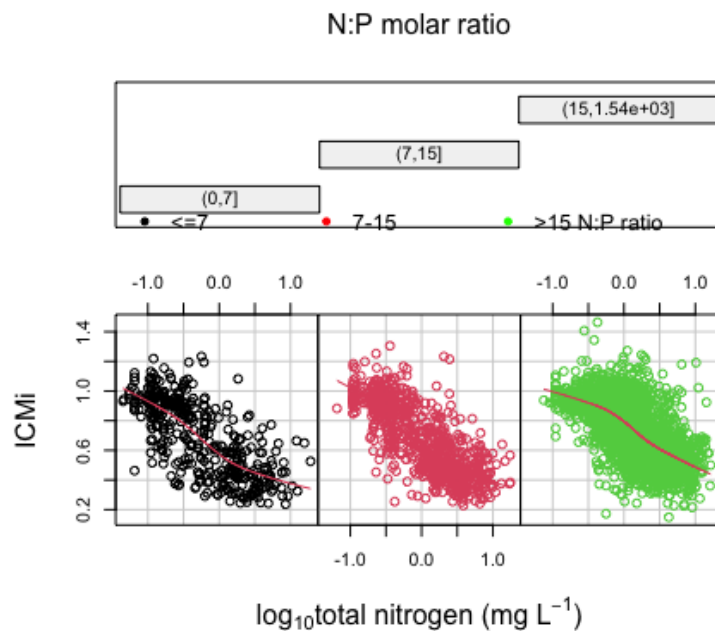 N:P molar ratio
(15,1.54e+03]
(7,15]
(0,7]
<=7 7-15 >15 N:P ratio
-1.0 0.0 1.0 -1.0 0.0 1.0
1.4
1.0
0.6
0.2
ICMi
-1.0 0.0 1.0
log₁₀total nitrogen (mg L⁻¹)